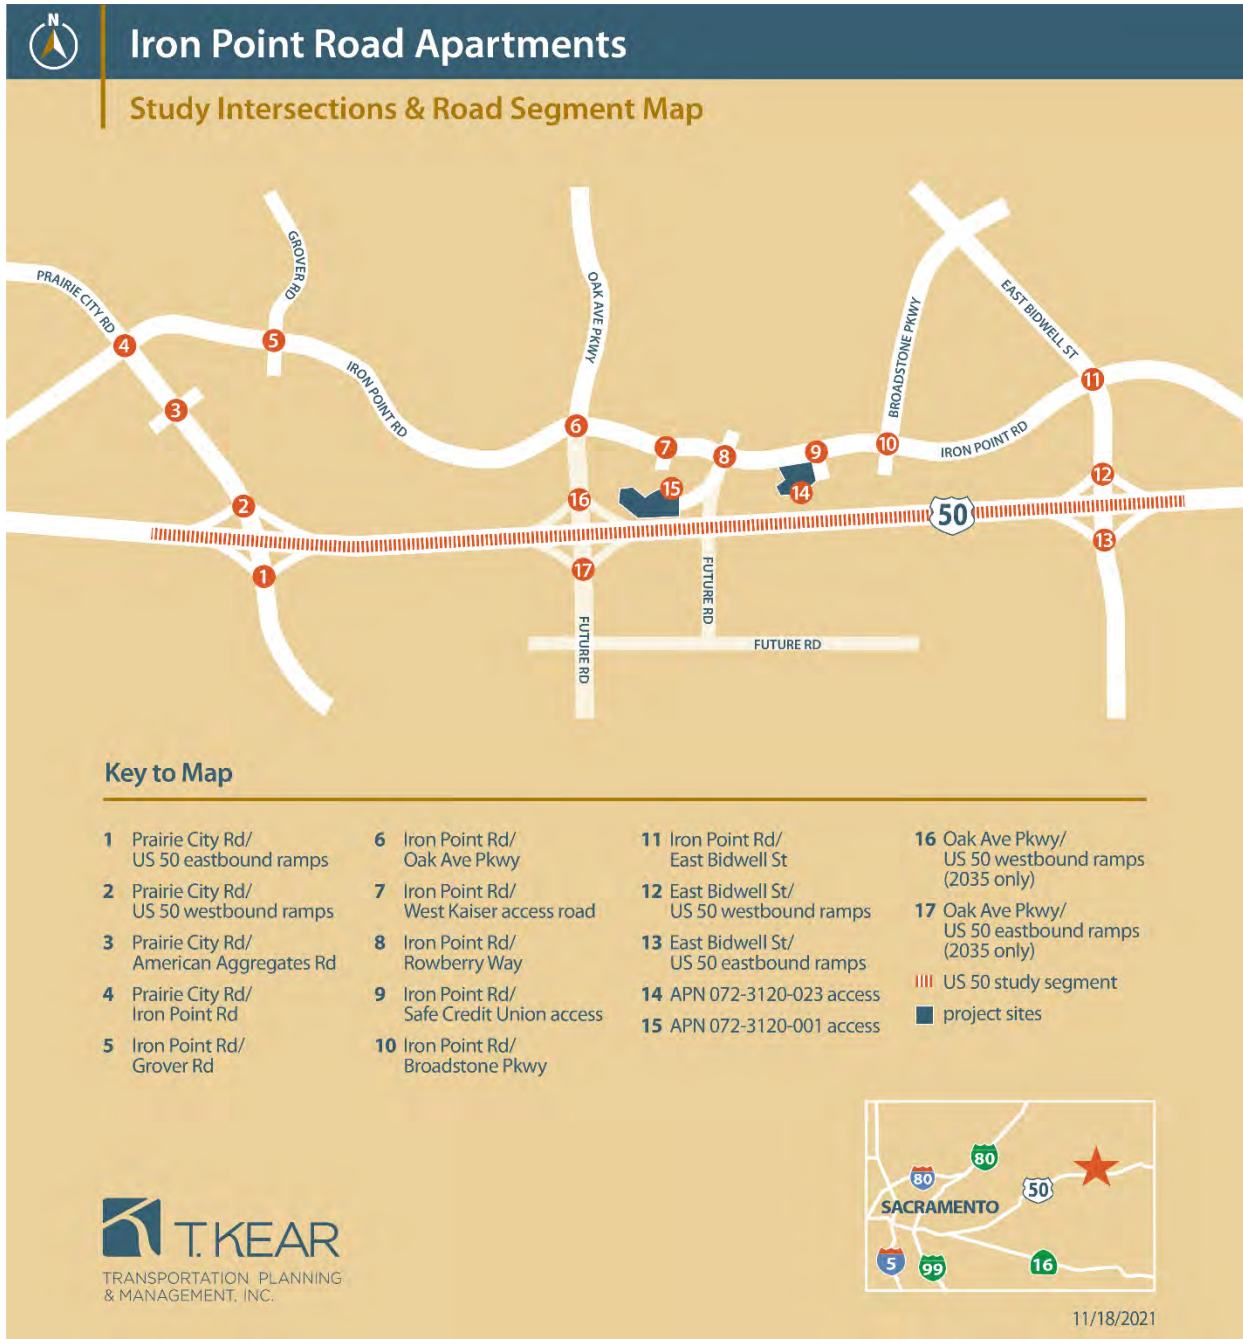 N
Iron Point Road Apartments
Study Intersections & Road Segment Map
PRAIRIE CITY RD
GROVER RD
OAK AVE PKWY
IRON POINT RD
BROADSTONE PKWY
EAST BIDWELL ST
IRON POINT RD
4
5
3
6
7
8
9
10
11
2
16
15
14
12
50
1
17
13
FUTURE RD
FUTURE RD
FUTURE RD
Key to Map
1 Prairie City Rd/
US 50 eastbound ramps
2 Prairie City Rd/
US 50 westbound ramps
3 Prairie City Rd/
American Aggregates Rd
4 Prairie City Rd/
Iron Point Rd
5 Iron Point Rd/
Grover Rd
6 Iron Point Rd/
Oak Ave Pkwy
7 Iron Point Rd/
West Kaiser access road
8 Iron Point Rd/
Rowberry Way
9 Iron Point Rd/
Safe Credit Union access
10 Iron Point Rd/
Broadstone Pkwy
11 Iron Point Rd/
East Bidwell St
12 East Bidwell St/
US 50 westbound ramps
13 East Bidwell St/
US 50 eastbound ramps
14 APN 072-3120-023 access
15 APN 072-3120-001 access
16 Oak Ave Pkwy/
US 50 westbound ramps
(2035 only)
17 Oak Ave Pkwy/
US 50 eastbound ramps
(2035 only)
US 50 study segment
project sites
80
80
50
SACRAMENTO
5
99
16
T. KEAR
TRANSPORTATION PLANNING
& MANAGEMENT, INC.
11/18/2021